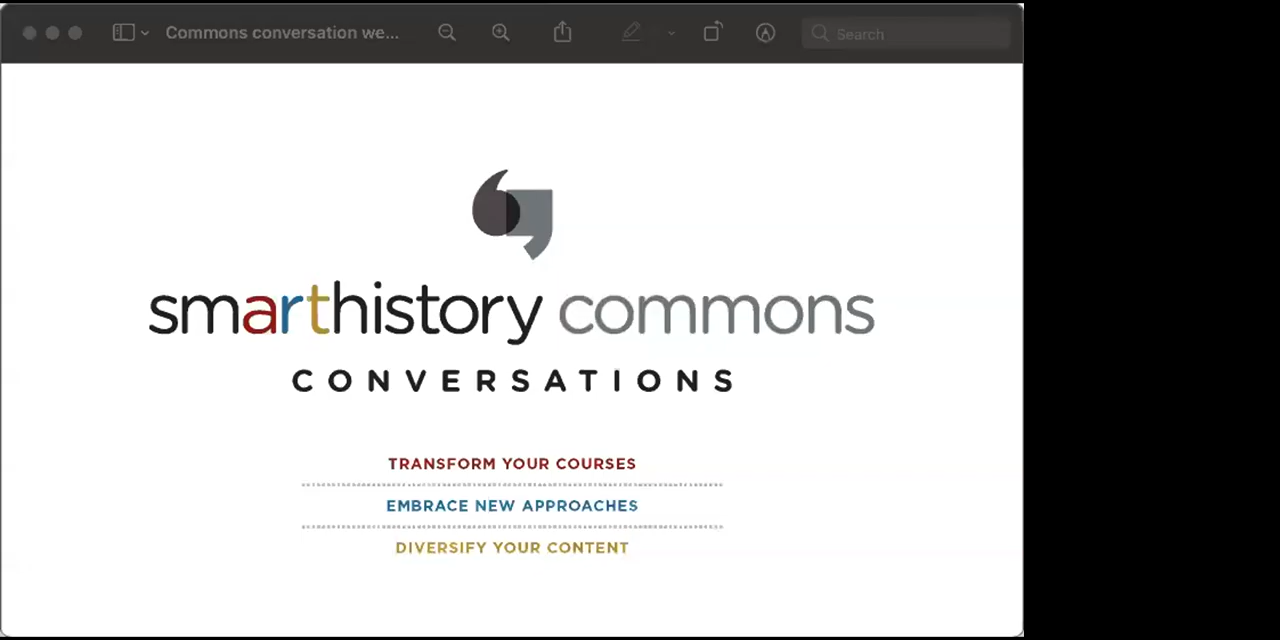 Commons conversation we...
Search
smarthistory commons
CONVERSATIONS
TRANSFORM YOUR COURSES
EMBRACE NEW APPROACHES
DIVERSIFY YOUR CONTENT